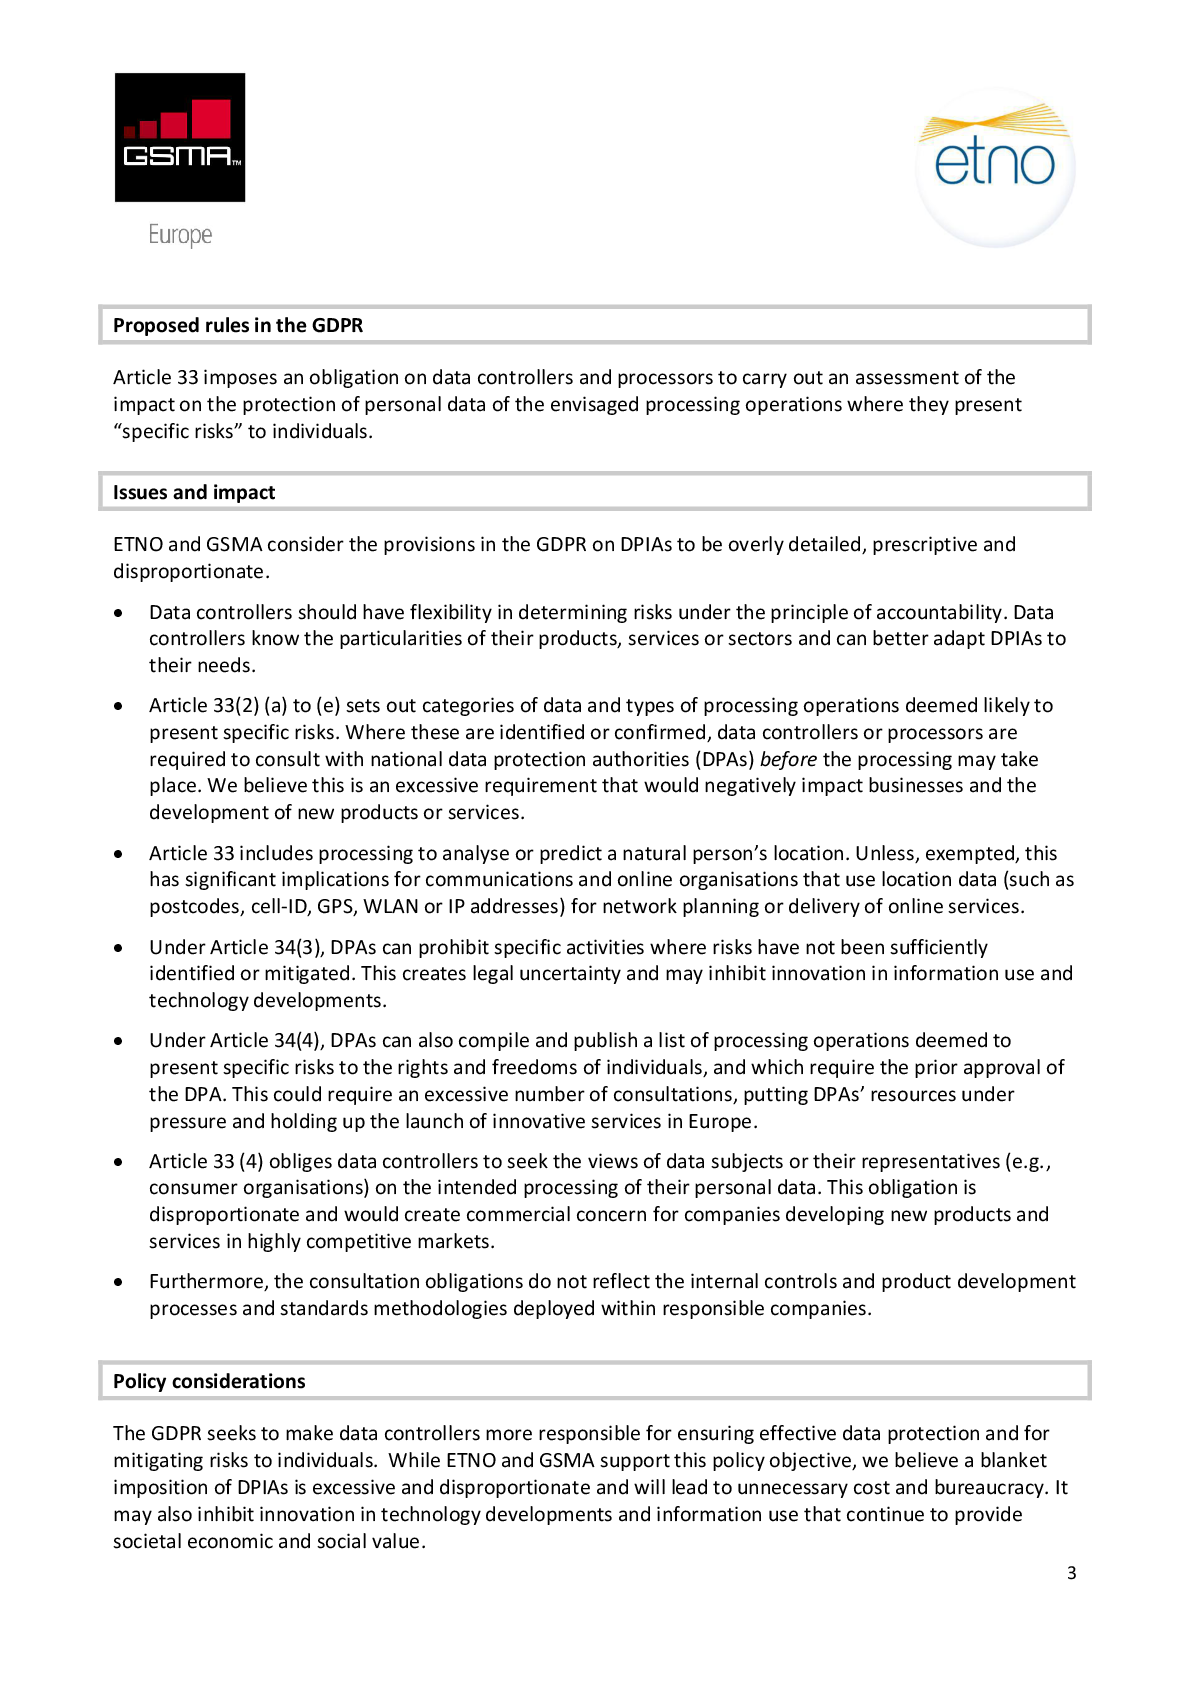 GSMA™
Europe
etno
Proposed rules in the GDPR
Article 33 imposes an obligation on data controllers and processors to carry out an assessment of the
impact on the protection of personal data of the envisaged processing operations where they present
“specific risks” to individuals.
Issues and impact
ETNO and GSMA consider the provisions in the GDPR on DPIAs to be overly detailed, prescriptive and
disproportionate.
• Data controllers should have flexibility in determining risks under the principle of accountability. Data
controllers know the particularities of their products, services or sectors and can better adapt DPIAs to
their needs.
• Article 33(2) (a) to (e) sets out categories of data and types of processing operations deemed likely to
present specific risks. Where these are identified or confirmed, data controllers or processors are
required to consult with national data protection authorities (DPAs) before the processing may take
place. We believe this is an excessive requirement that would negatively impact businesses and the
development of new products or services.
• Article 33 includes processing to analyse or predict a natural person’s location. Unless, exempted, this
has significant implications for communications and online organisations that use location data (such as
postcodes, cell-ID, GPS, WLAN or IP addresses) for network planning or delivery of online services.
• Under Article 34(3), DPAs can prohibit specific activities where risks have not been sufficiently
identified or mitigated. This creates legal uncertainty and may inhibit innovation in information use and
technology developments.
• Under Article 34(4), DPAs can also compile and publish a list of processing operations deemed to
present specific risks to the rights and freedoms of individuals, and which require the prior approval of
the DPA. This could require an excessive number of consultations, putting DPAs’ resources under
pressure and holding up the launch of innovative services in Europe.
• Article 33 (4) obliges data controllers to seek the views of data subjects or their representatives (e.g.,
consumer organisations) on the intended processing of their personal data. This obligation is
disproportionate and would create commercial concern for companies developing new products and
services in highly competitive markets.
• Furthermore, the consultation obligations do not reflect the internal controls and product development
processes and standards methodologies deployed within responsible companies.
Policy considerations
The GDPR seeks to make data controllers more responsible for ensuring effective data protection and for
mitigating risks to individuals.  While ETNO and GSMA support this policy objective, we believe a blanket
imposition of DPIAs is excessive and disproportionate and will lead to unnecessary cost and bureaucracy. It
may also inhibit innovation in technology developments and information use that continue to provide
societal economic and social value.
3